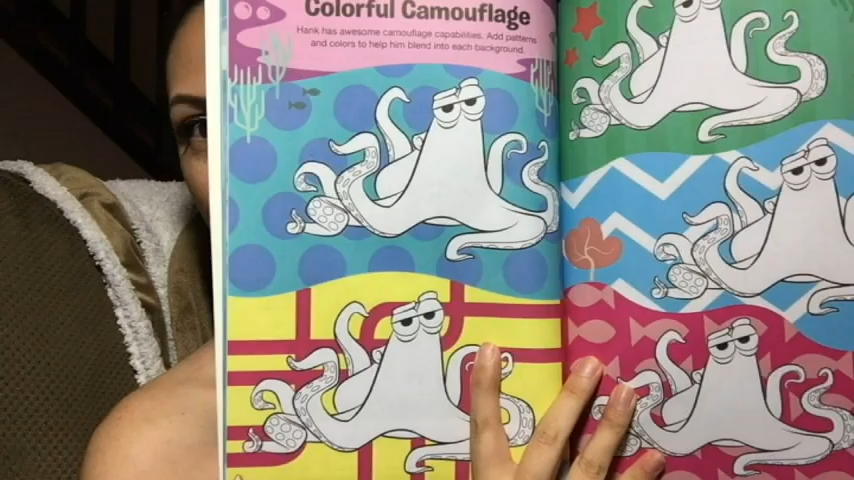 Colorful Camouflage
Hank has awesome camouflage capabilities. Add patterns
and colors to help him blend into each background.